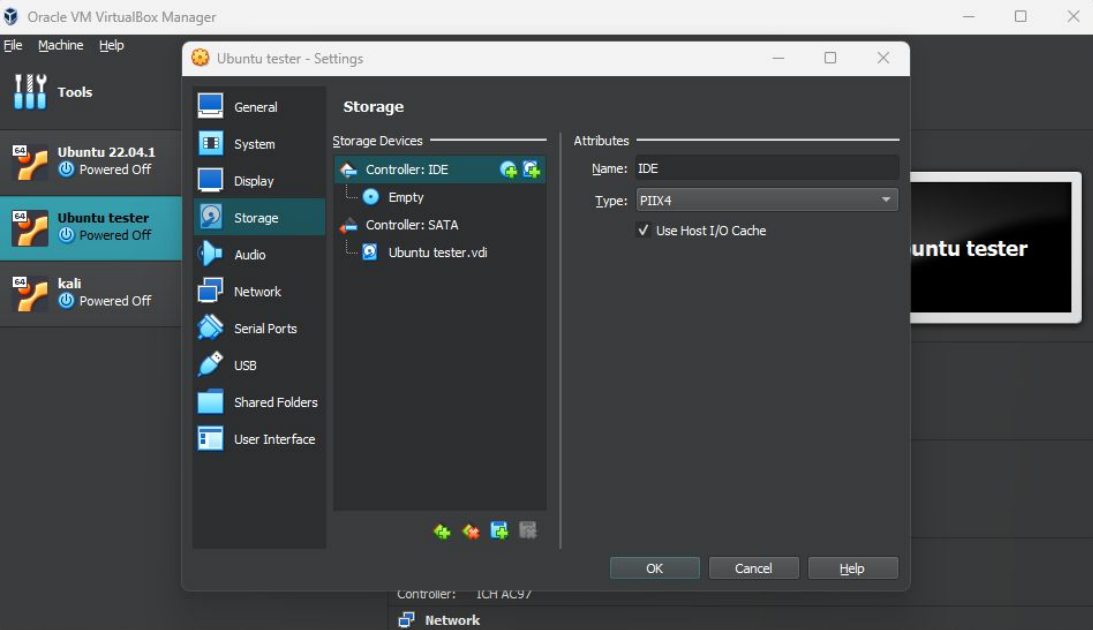 Oracle VM VirtualBox Manager
File Machine Help
Tools
64
Ubuntu 22.04.1
Powered Off
64
Ubuntu tester
Powered Off
64
kali
Powered Off
Ubuntu tester - Settings
General
System
Display
Storage
Audio
Network
Serial Ports
USB
Shared Folders
User Interface
Storage
Storage Devices
Controller: IDE
Empty
Controller: SATA
Ubuntu tester.vdi
Attributes
Name: IDE
Type: PIIX4
Use Host I/O Cache
OK Cancel Help
untu tester
Controller: ICH AC97
Network